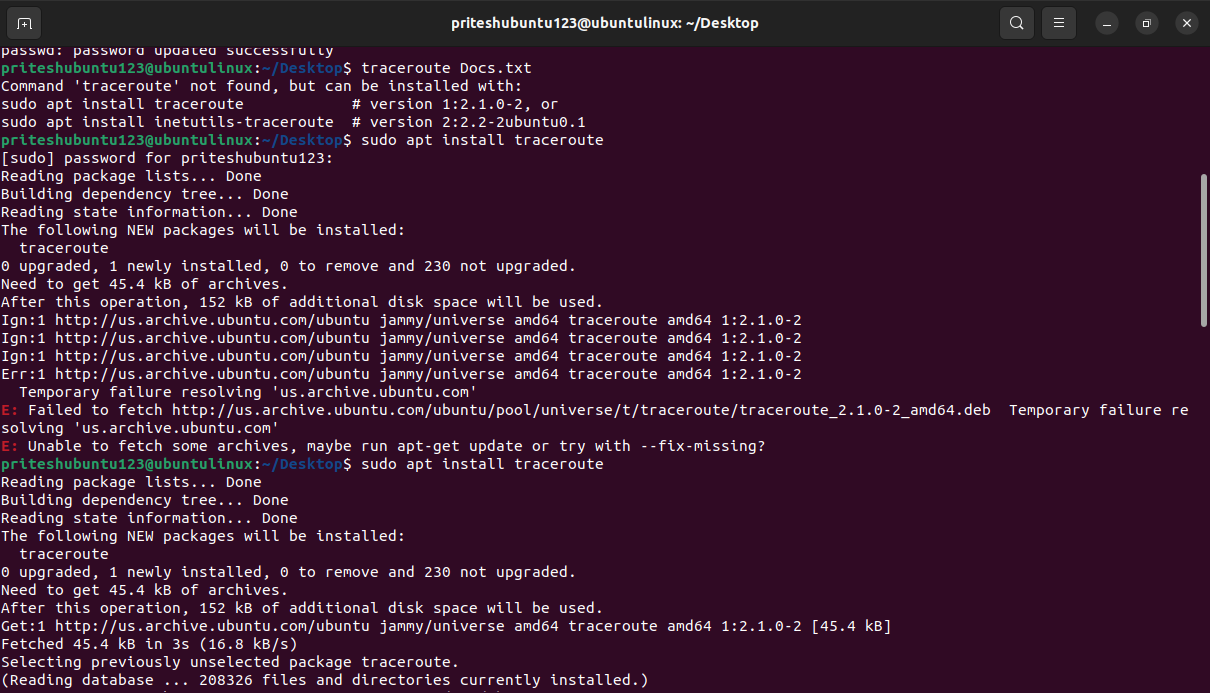 priteshubuntu123@ubuntulinux: ~/Desktop
passwd: password updated successfully
priteshubuntu123@ubuntulinux:~/Desktop$ traceroute Docs.txt
Command 'traceroute' not found, but can be installed with:
sudo apt install traceroute            # version 1:2.1.0-2, or
sudo apt install inetutils-traceroute  # version 2:2.2-2ubuntu0.1
priteshubuntu123@ubuntulinux:~/Desktop$ sudo apt install traceroute
[sudo] password for priteshubuntu123:
Reading package lists... Done
Building dependency tree... Done
Reading state information... Done
The following NEW packages will be installed:
  traceroute
0 upgraded, 1 newly installed, 0 to remove and 230 not upgraded.
Need to get 45.4 kB of archives.
After this operation, 152 kB of additional disk space will be used.
Ign:1 http://us.archive.ubuntu.com/ubuntu jammy/universe amd64 traceroute amd64 1:2.1.0-2
Ign:1 http://us.archive.ubuntu.com/ubuntu jammy/universe amd64 traceroute amd64 1:2.1.0-2
Ign:1 http://us.archive.ubuntu.com/ubuntu jammy/universe amd64 traceroute amd64 1:2.1.0-2
Err:1 http://us.archive.ubuntu.com/ubuntu jammy/universe amd64 traceroute amd64 1:2.1.0-2
  Temporary failure resolving 'us.archive.ubuntu.com'
E: Failed to fetch http://us.archive.ubuntu.com/ubuntu/pool/universe/t/traceroute/traceroute_2.1.0-2_amd64.deb  Temporary failure re
solving 'us.archive.ubuntu.com'
E: Unable to fetch some archives, maybe run apt-get update or try with --fix-missing?
priteshubuntu123@ubuntulinux:~/Desktop$ sudo apt install traceroute
Reading package lists... Done
Building dependency tree... Done
Reading state information... Done
The following NEW packages will be installed:
  traceroute
0 upgraded, 1 newly installed, 0 to remove and 230 not upgraded.
Need to get 45.4 kB of archives.
After this operation, 152 kB of additional disk space will be used.
Get:1 http://us.archive.ubuntu.com/ubuntu jammy/universe amd64 traceroute amd64 1:2.1.0-2 [45.4 kB]
Fetched 45.4 kB in 3s (16.8 kB/s)
Selecting previously unselected package traceroute.
(Reading database ... 208326 files and directories currently installed.)